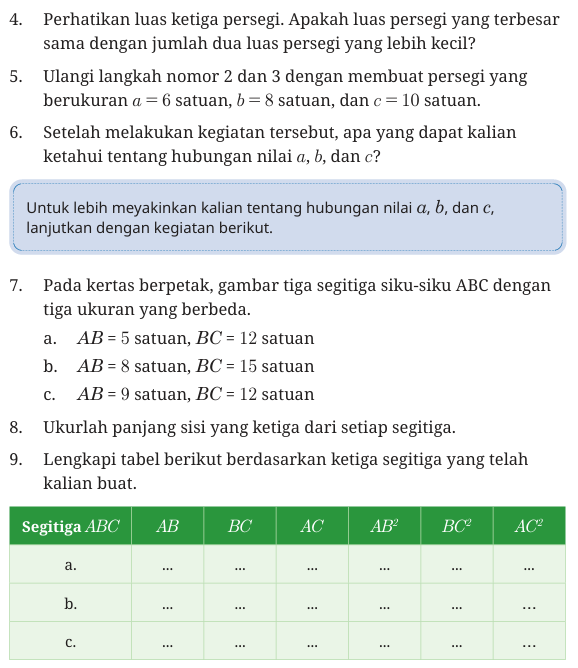 4. Perhatikan luas ketiga persegi. Apakah luas persegi yang terbesar
sama dengan jumlah dua luas persegi yang lebih kecil?
5. Ulangi langkah nomor 2 dan 3 dengan membuat persegi yang
berukuran a = 6 satuan, b = 8 satuan, dan c = 10 satuan.
6. Setelah melakukan kegiatan tersebut, apa yang dapat kalian
ketahui tentang hubungan nilai a, b, dan c?
Untuk lebih meyakinkan kalian tentang hubungan nilai a, b, dan c,
lanjutkan dengan kegiatan berikut.
7. Pada kertas berpetak, gambar tiga segitiga siku-siku ABC dengan
tiga ukuran yang berbeda.
a. AB = 5 satuan, BC = 12 satuan
b. AB = 8 satuan, BC = 15 satuan
c. AB = 9 satuan, BC = 12 satuan
8. Ukurlah panjang sisi yang ketiga dari setiap segitiga.
9. Lengkapi tabel berikut berdasarkan ketiga segitiga yang telah
kalian buat.
Segitiga ABC AB BC AC AB² BC² AC²
a. ... ... ... ... ... ...
b. ... ... ... ... ... ...
c. ... ... ... ... ... ...